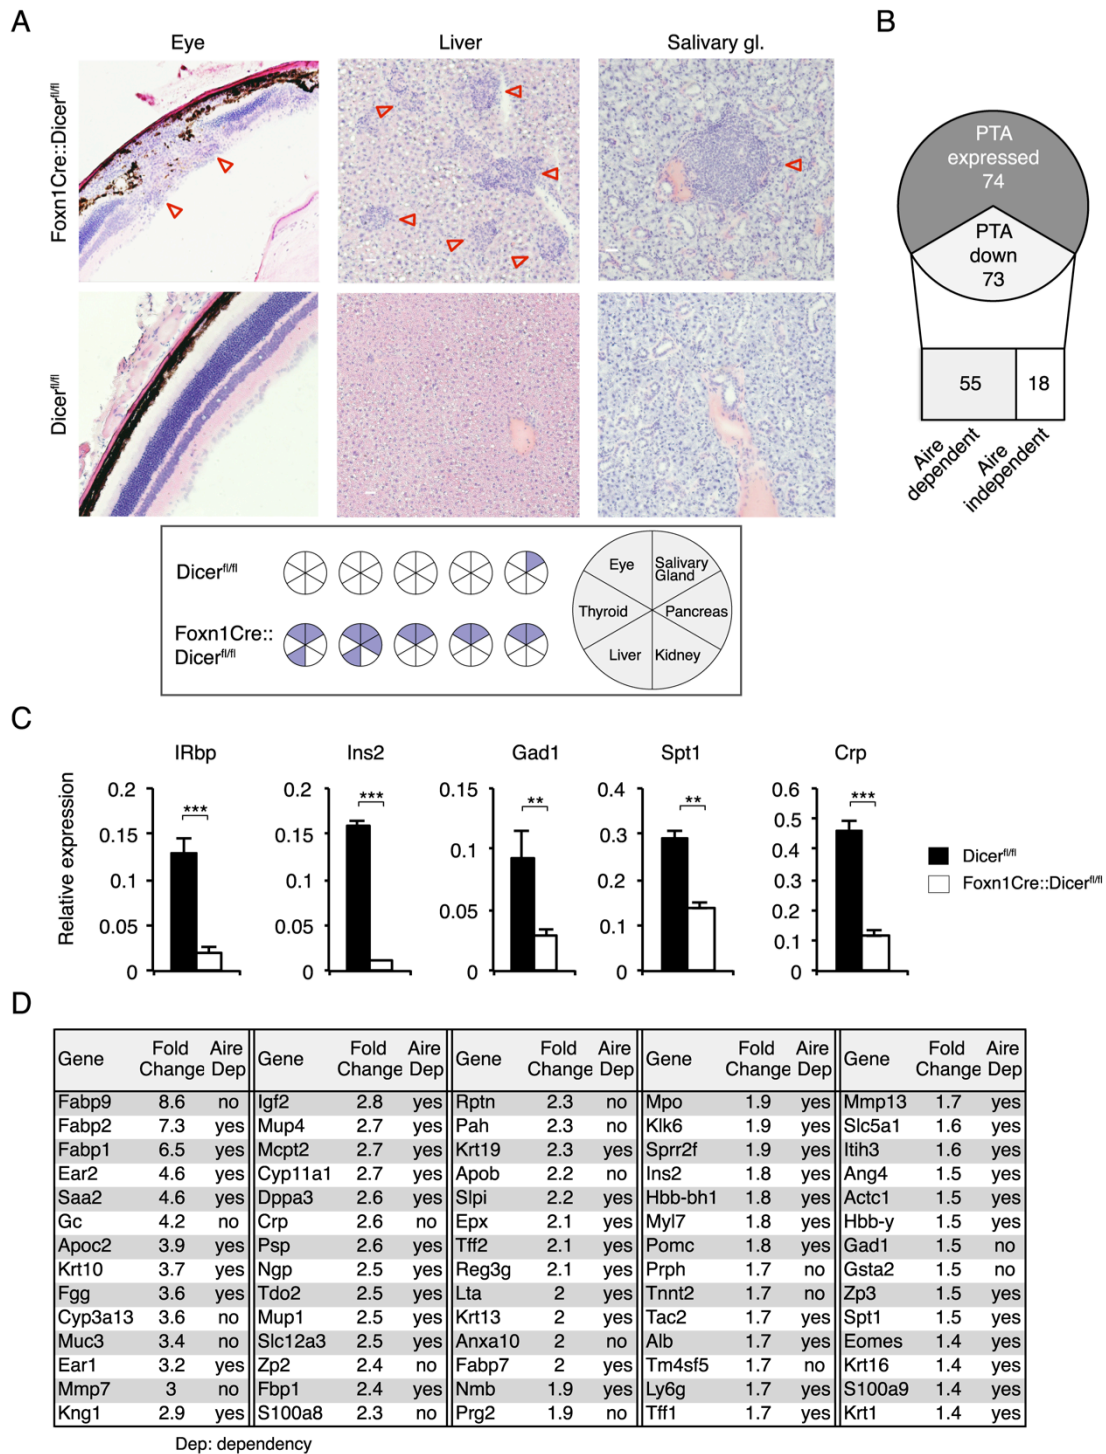 A
Eye
Liver
Salivary gl.
Foxn1Cre::Dicerfl/fl
Dicerfl/fl
B
PTA
expressed
74
PTA
down
73
55
18
Aire
dependent
Aire
independent
Dicerfl/fl
Foxn1Cre::
Dicerfl/fl
Eye
Salivary
Gland
Thyroid
Pancreas
Liver
Kidney
C
Relative expression
IRbp
0.2
0.15
0.1
0.05
0
***
Ins2
0.2
0.15
0.1
0.05
0
***
Gad1
0.1
0.05
0
**
Spt1
0.4
0.3
0.2
0.1
0
**
Crp
0.6
0.5
0.4
0.3
0.2
0.1
0
***
Dicerfl/fl
Foxn1Cre::Dicerfl/fl
D
Gene Fold Change Aire Dep Gene Fold Change Aire Dep Gene Fold Change Aire Dep Gene Fold Change Aire Dep Gene Fold Change Aire Dep
Fabp9 8.6 no Igf2 2.8 yes Rptn 2.3 no Mpo 1.9 yes Mmp13 1.7 yes
Fabp2 7.3 yes Mup4 2.7 yes Pah 2.3 no Klk6 1.9 yes Slc5a1 1.6 yes
Fabp1 6.5 yes Mcpt2 2.7 yes Krt19 2.3 yes Sprr2f 1.9 yes Itih3 1.6 yes
Ear2 4.6 yes Cyp11a1 2.7 yes Apob 2.2 no Ins2 1.8 yes Ang4 1.5 yes
Saa2 4.6 yes Dppa3 2.6 yes Slpi 2.2 yes Hbb-bh1 1.8 yes Actc1 1.5 yes
Gc 4.2 no Crp 2.6 no Epx 2.1 yes Myl7 1.8 yes Hbb-y 1.5 yes
Apoc2 3.9 yes Psp 2.6 yes Tff2 2.1 yes Pomc 1.8 yes Gad1 1.5 no
Krt10 3.7 yes Ngp 2.5 yes Reg3g 2.1 yes Prph 1.7 no Gsta2 1.5 no
Fgg 3.6 yes Tdo2 2.5 yes Lta 2 yes Tnnt2 1.7 no Zp3 1.5 yes
Cyp3a13 3.6 no Mup1 2.5 yes Krt13 2 yes Tac2 1.7 yes Spt1 1.5 yes
Muc3 3.4 no Slc12a3 2.5 yes Anxa10 2 no Alb 1.7 yes Eomes 1.4 yes
Ear1 3.2 yes Zp2 2.4 no Fabp7 2 yes Tm4sf5 1.7 no Krt16 1.4 yes
Mmp7 3 no Fbp1 2.4 yes Nmb 1.9 yes Ly6g 1.7 yes S100a9 1.4 yes
Kng1 2.9 yes S100a8 2.3 no Prg2 1.9 no Tff1 1.7 yes Krt1 1.4 yes
Dep: dependency